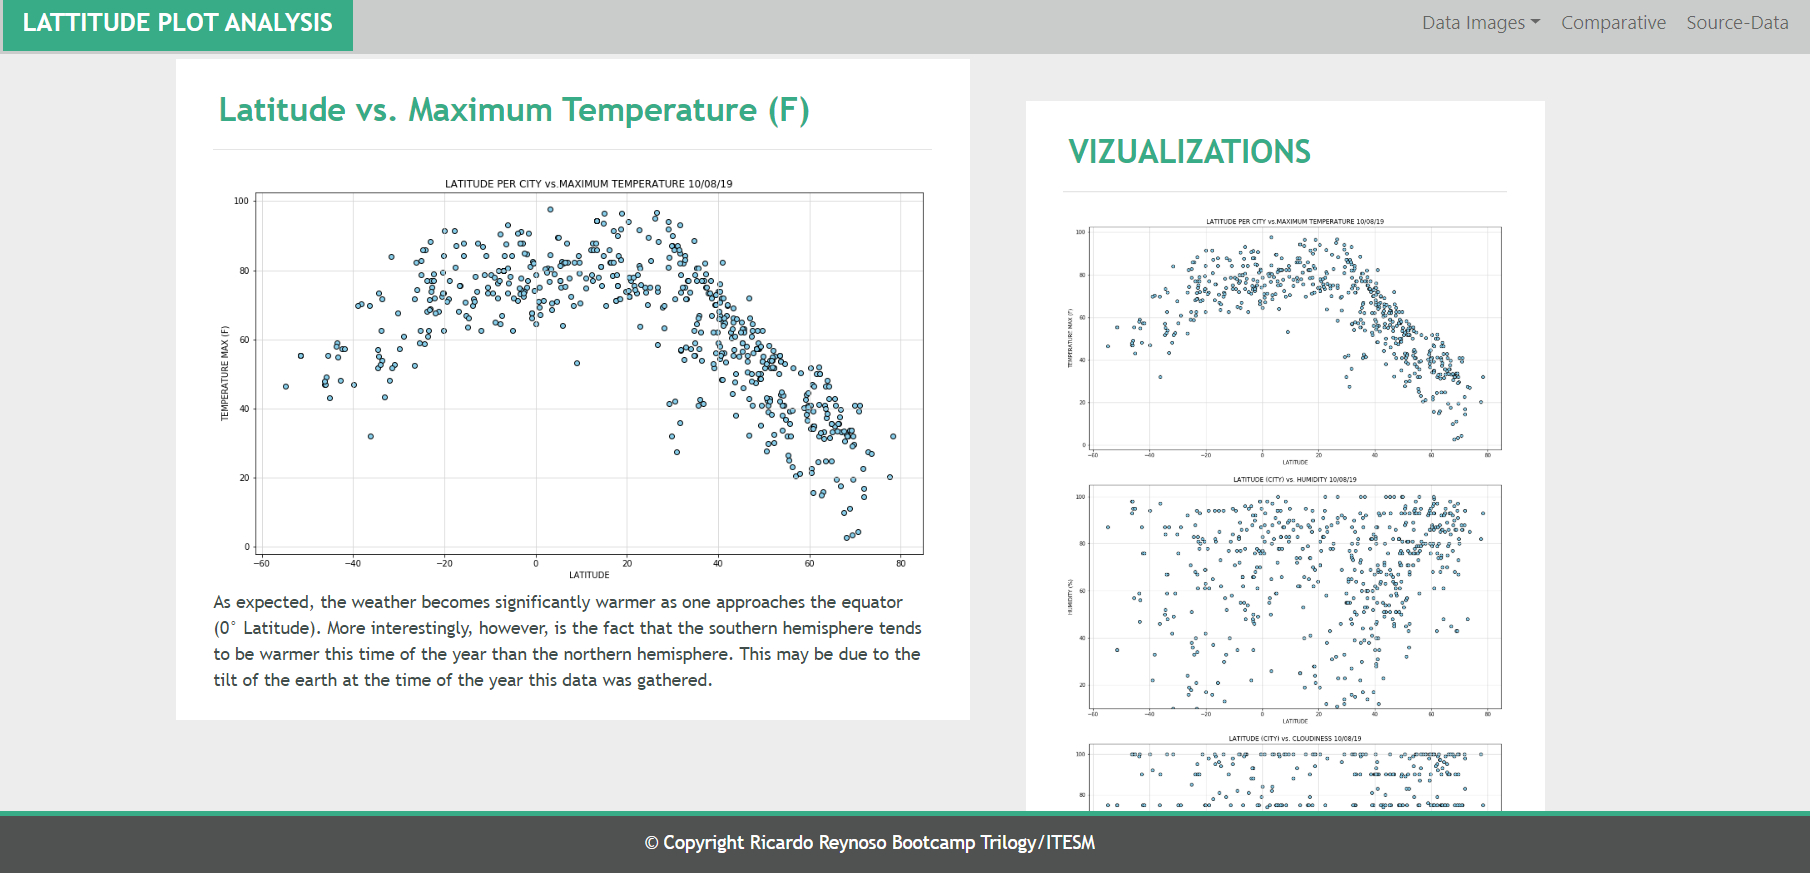 LATTITUDE PLOT ANALYSIS
Data Images Comparative Source-Data
Latitude vs. Maximum Temperature (F)
LATITUDE PER CITY vs.MAXIMUM TEMPERATURE 10/08/19
TEMPERATURE MAX (F)
100
80
60
40
20
0
−60 −40 −20 0 20 40 60 80
LATITUDE
As expected, the weather becomes significantly warmer as one approaches the equator
(0° Latitude). More interestingly, however, is the fact that the southern hemisphere tends
to be warmer this time of the year than the northern hemisphere. This may be due to the
tilt of the earth at the time of the year this data was gathered.
VIZUALIZATIONS
LATITUDE PER CITY vs.MAXIMUM TEMPERATURE 10/08/19
TEMPERATURE MAX (F)
100
80
60
40
20
0
−60 −40 −20 0 20 40 60 80
LATITUDE
LATITUDE (CITY) vs. HUMIDITY 10/08/19
HUMIDITY (%)
100
80
60
40
20
−60 −40 −20 0 20 40 60 80
LATITUDE
LATITUDE (CITY) vs. CLOUDINESS 10/08/19
100
80
© Copyright Ricardo Reynoso Bootcamp Trilogy/ITESM